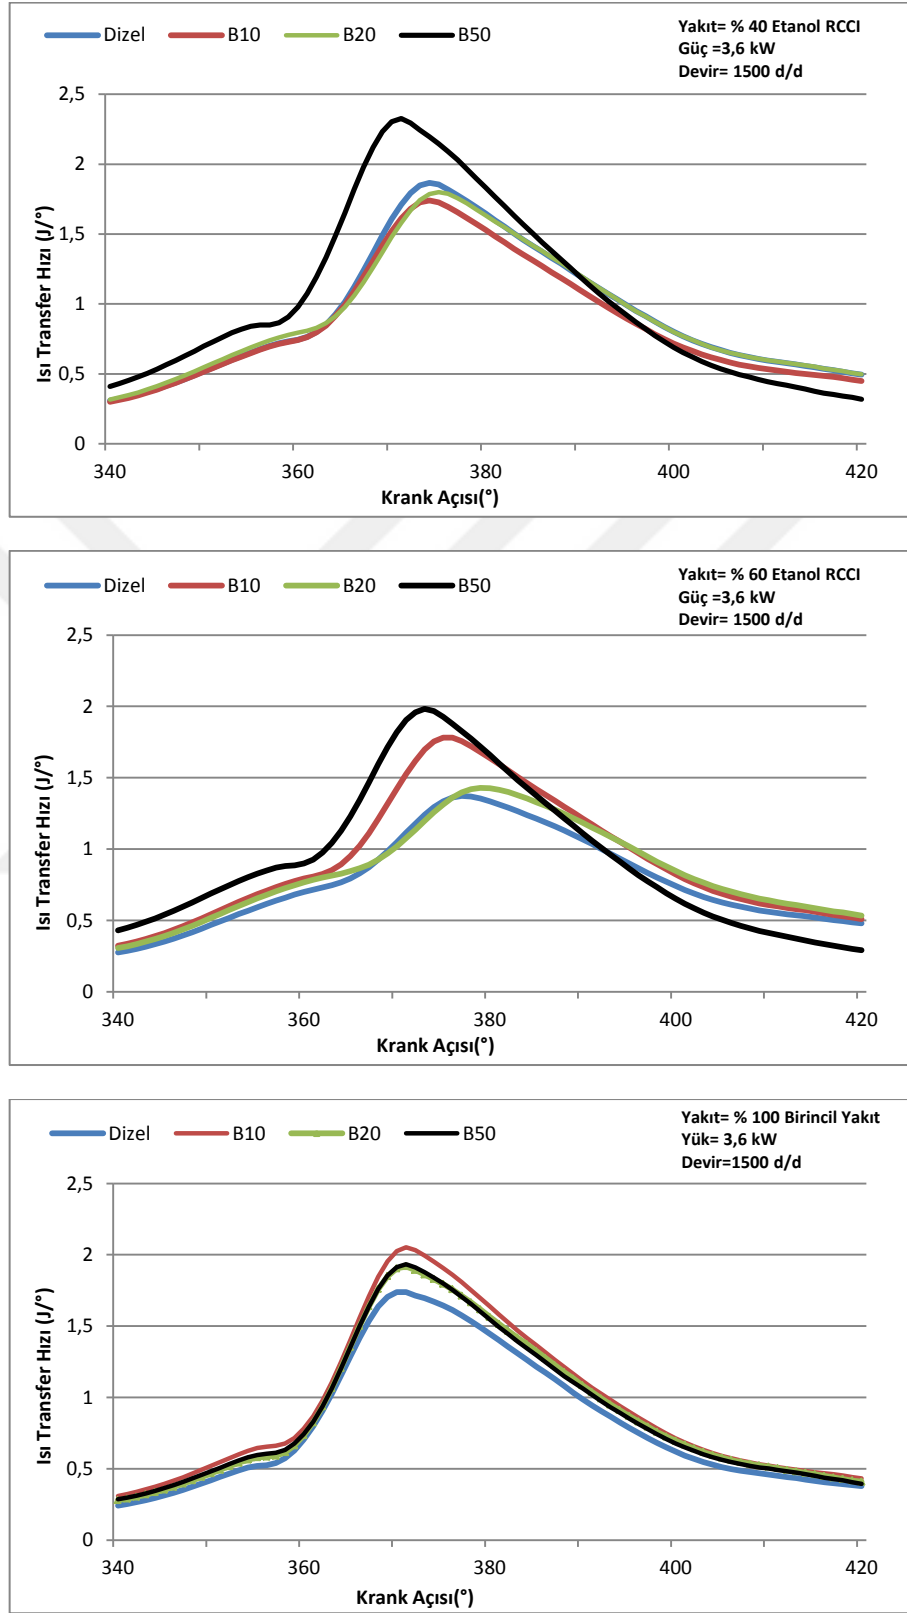 Dizel B10 B20 B50
Yakıt= % 40 Etanol RCCI
Güç =3,6 kW
Devir= 1500 d/d
2,5
2
1,5
1
0,5
0
Isı Transfer Hızı (J/°)
340 360 380 400 420
Krank Açısı(°)
Dizel B10 B20 B50
Yakıt= % 60 Etanol RCCI
Güç =3,6 kW
Devir= 1500 d/d
2,5
2
1,5
1
0,5
0
Isı Transfer Hızı (J/°)
340 360 380 400 420
Krank Açısı(°)
Dizel B10 B20 B50
Yakıt= % 100 Birincil Yakıt
Yük= 3,6 kW
Devir=1500 d/d
2,5
2
1,5
1
0,5
0
Isı Transfer Hızı (J/°)
340 360 380 400 420
Krank Açısı(°)